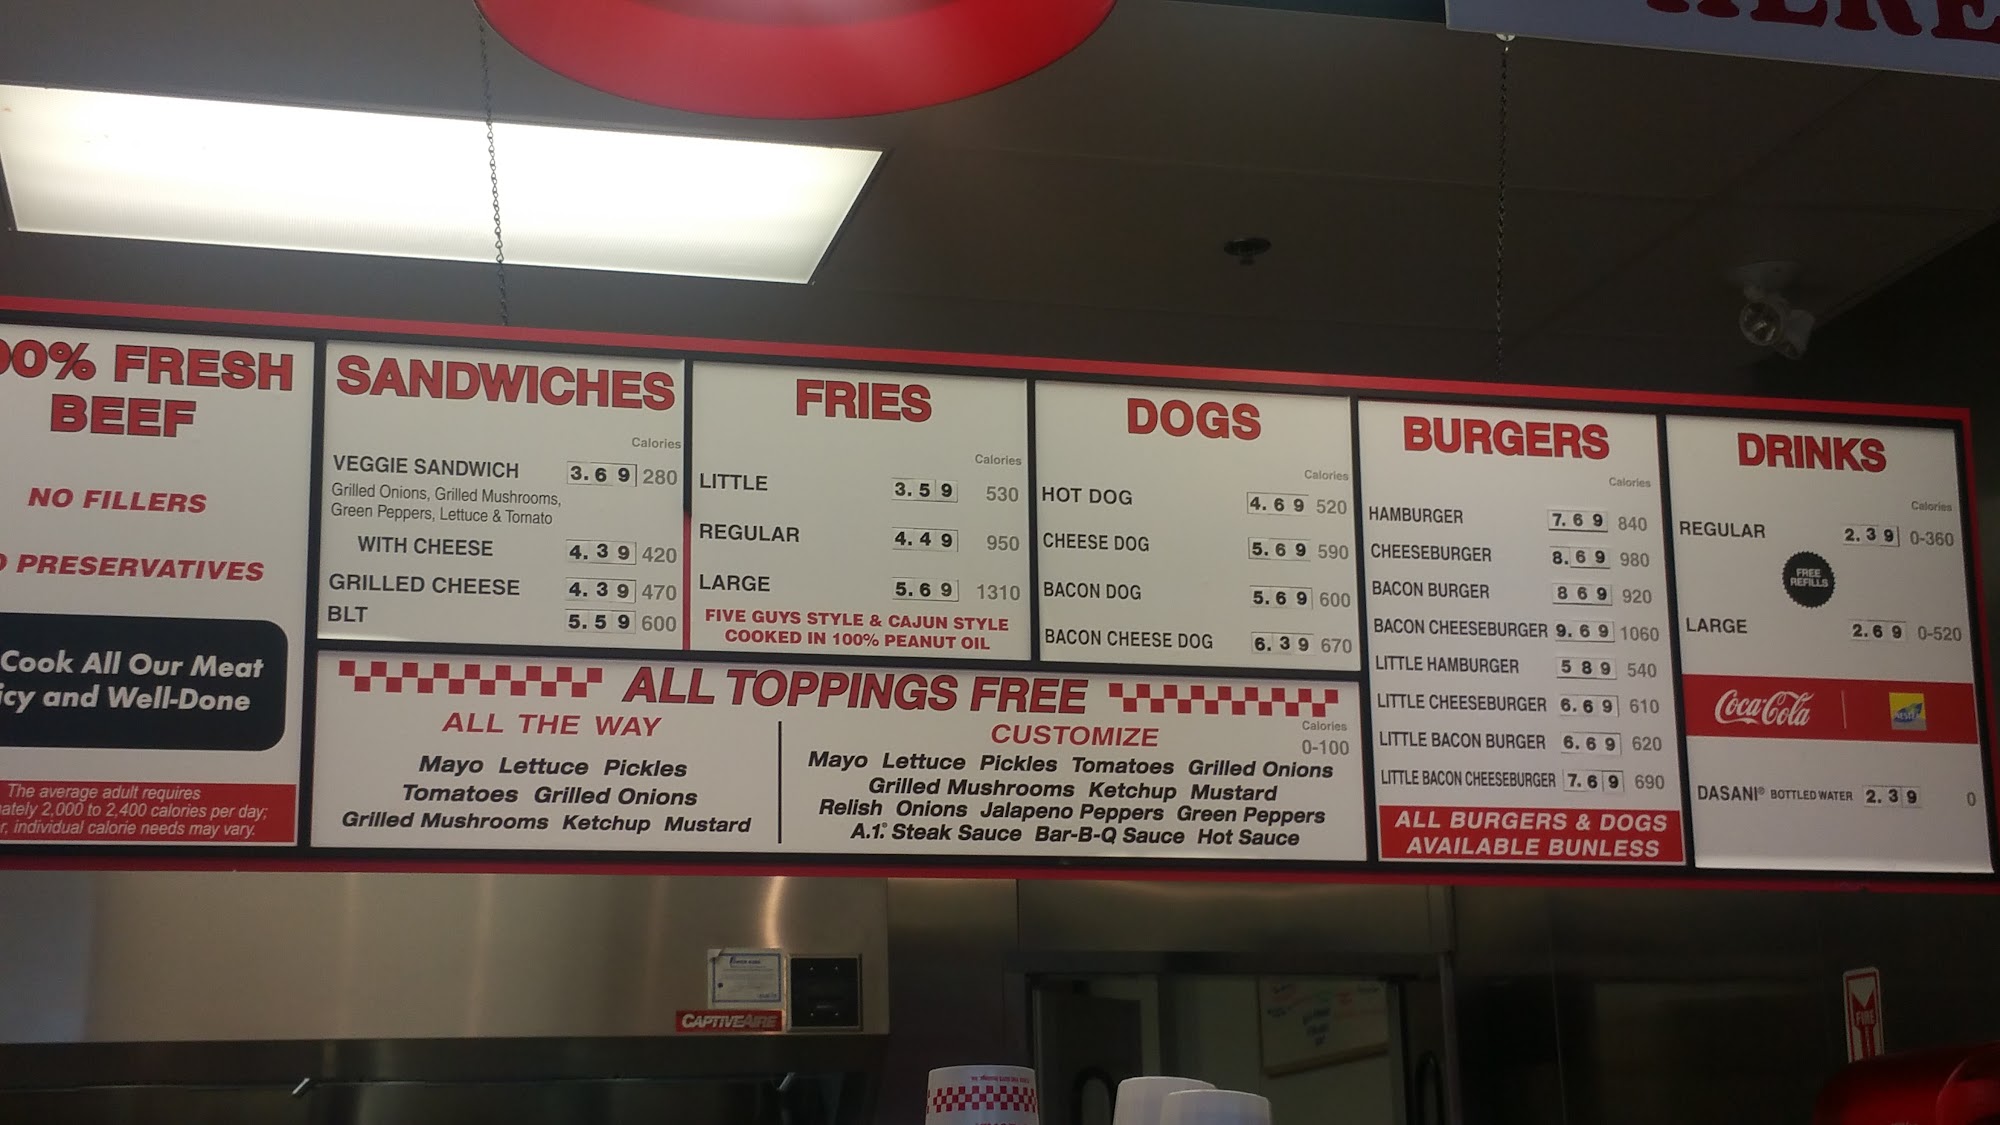 HERE
00% FRESH
BEEF
NO FILLERS
O PRESERVATIVES
Cook All Our Meat
icy and Well-Done
The average adult requires
ately 2,000 to 2,400 calories per day;
r, individual calorie needs may vary.
SANDWICHES
Calories
VEGGIE SANDWICH 3.69 280
Grilled Onions, Grilled Mushrooms,
Green Peppers, Lettuce & Tomato
WITH CHEESE 4.39 420
GRILLED CHEESE 4.39 470
BLT 5.59 600
FRIES
Calories
LITTLE 3.59 530
REGULAR 4.49 950
LARGE 5.69 1310
FIVE GUYS STYLE & CAJUN STYLE
COOKED IN 100% PEANUT OIL
DOGS
Calories
HOT DOG 4.69 520
CHEESE DOG 5.69 590
BACON DOG 5.69 600
BACON CHEESE DOG 6.39 670
BURGERS
Calories
HAMBURGER 7.69 840
CHEESEBURGER 8.69 980
BACON BURGER 869 920
BACON CHEESEBURGER 9.69 1060
LITTLE HAMBURGER 589 540
LITTLE CHEESEBURGER 6.69 610
LITTLE BACON BURGER 6.69 620
LITTLE BACON CHEESEBURGER 7.69 690
ALL BURGERS & DOGS
AVAILABLE BUNLESS
DRINKS
Calories
REGULAR 2.39 0-360
FREE
REFILLS
LARGE 2.69 0-520
Coca-Cola
DASANI® BOTTLED WATER 2.39 0
ALL TOPPINGS FREE
ALL THE WAY
Mayo Lettuce Pickles
Tomatoes Grilled Onions
Grilled Mushrooms Ketchup Mustard
CUSTOMIZE
Calories
0-100
Mayo Lettuce Pickles Tomatoes Grilled Onions
Grilled Mushrooms Ketchup Mustard
Relish Onions Jalapeno Peppers Green Peppers
A.1.® Steak Sauce Bar-B-Q Sauce Hot Sauce
CAPTIVEAIRE
FIRE